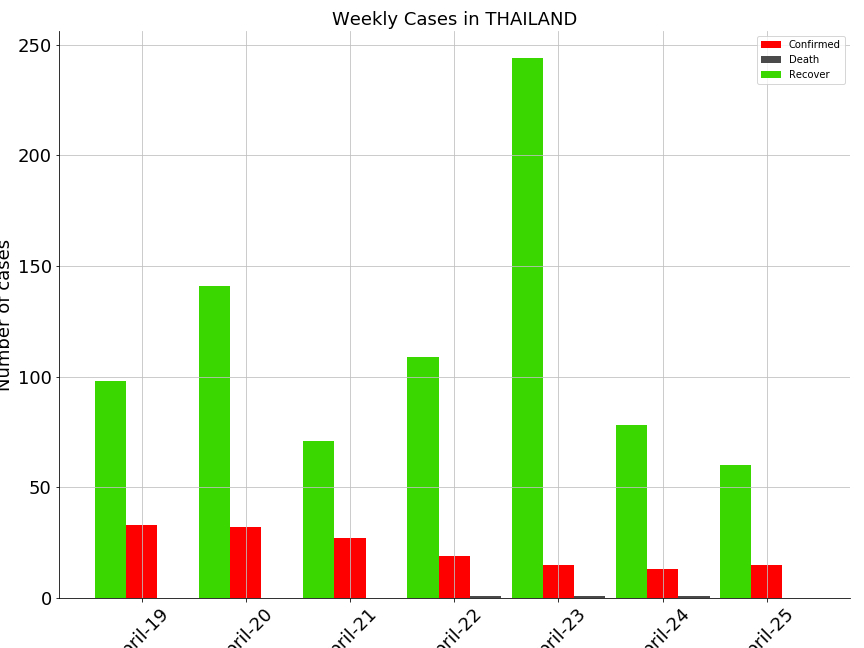 Weekly Cases in THAILAND
Confirmed
Death
Recover
Number of cases
250
200
150
100
50
0
pril-19
pril-20
pril-21
pril-22
pril-23
pril-24
pril-25